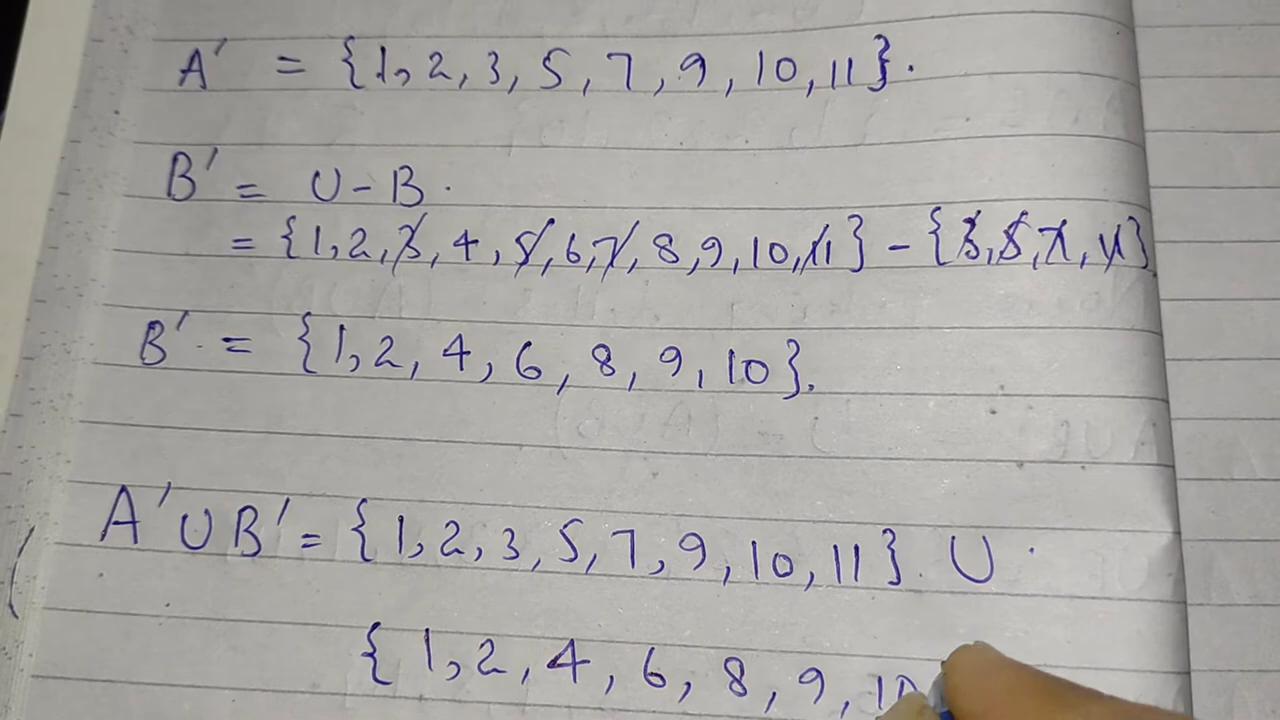 A' = {1, 2, 3, 5, 7, 9, 10, 11}.
B' = U - B.
= {1, 2, 3, 4, 5, 6, 7, 8, 9, 10, 11} - {3, 5, 7, 11}
B' = {1, 2, 4, 6, 8, 9, 10}.
A' U B' = {1, 2, 3, 5, 7, 9, 10, 11} U
{ 1, 2, 4, 6, 8, 9, 10